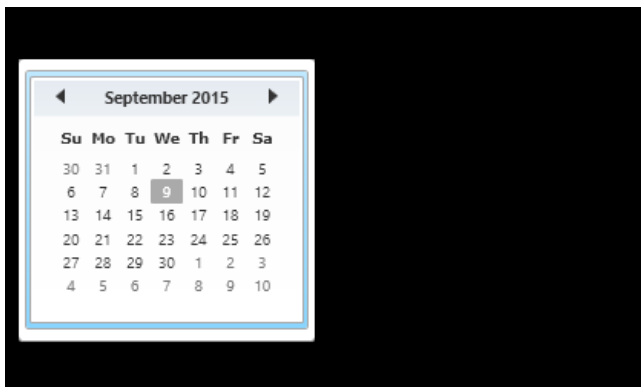 September 2015
Su Mo Tu We Th Fr Sa
30 31 1 2 3 4 5
6 7 8 9 10 11 12
13 14 15 16 17 18 19
20 21 22 23 24 25 26
27 28 29 30 1 2 3
4 5 6 7 8 9 10